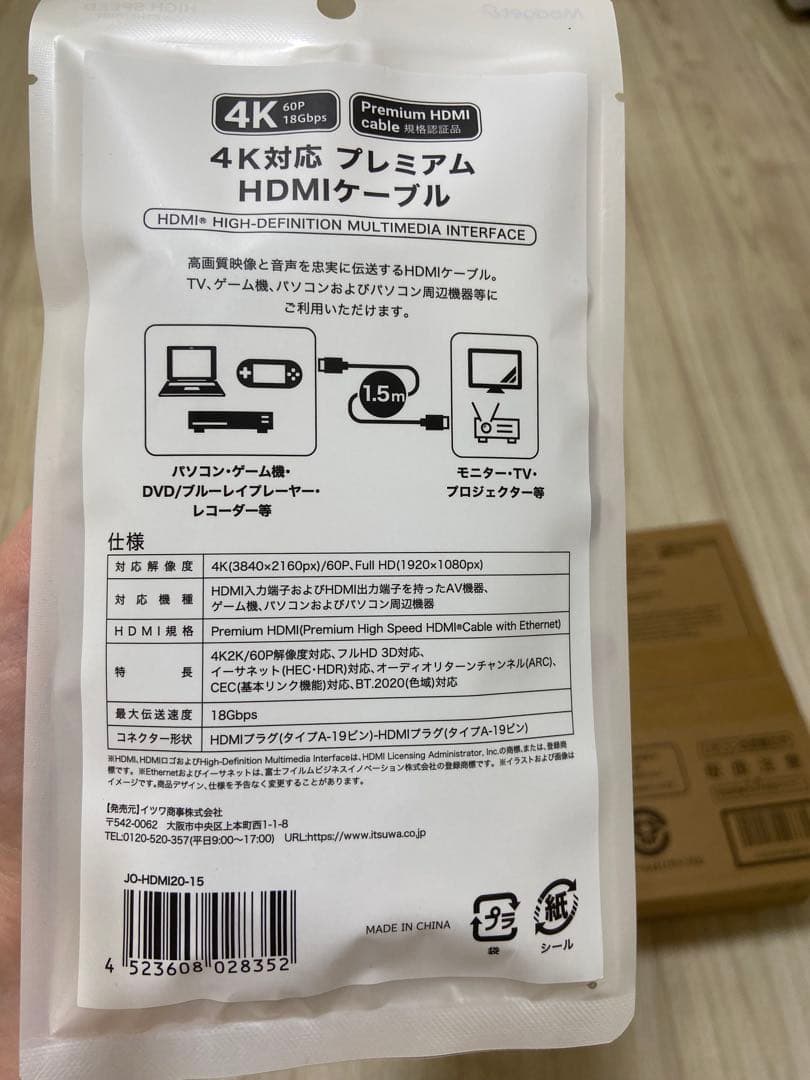 4K 60P 18Gbps
Premium HDMI cable 規格認証品
4K対応 プレミアム
HDMIケーブル
HDMI® HIGH-DEFINITION MULTIMEDIA INTERFACE
高画質映像と音声を忠実に伝送するHDMIケーブル。
TV、ゲーム機、パソコンおよびパソコン周辺機器等に
ご利用いただけます。
1.5m
パソコン・ゲーム機・
DVD/ブルーレイプレーヤー・
レコーダー等
モニター・TV・
プロジェクター等
仕様
対応解像度 4K(3840×2160px)/60P、Full HD(1920×1080px)
対応機種 HDMI入力端子およびHDMI出力端子を持ったAV機器、
ゲーム機、パソコンおよびパソコン周辺機器
HDMI規格 Premium HDMI(Premium High Speed HDMI®Cable with Ethernet)
特長 4K2K/60P解像度対応、フルHD 3D対応、
イーサネット(HEC・HDR)対応、オーディオリターンチャンネル(ARC)、
CEC(基本リンク機能)対応、BT.2020(色域)対応
最大伝送速度 18Gbps
コネクター形状 HDMIプラグ(タイプA-19ピン)-HDMIプラグ(タイプA-19ピン)
※HDMI、HDMIロゴおよびHigh-Definition Multimedia Interfaceは、HDMI Licensing Administrator, Inc.の商標、または、登録商
標です。 ※Ethernetおよびイーサネットは、富士フイルムビジネスイノベーション株式会社の登録商標です。 ※イラストおよび画像は
イメージです。商品デザイン、仕様を予告なく変更することがあります。
【発売元】イツワ商事株式会社
〒542-0062 大阪市中央区上本町西1-1-8
TEL:0120-520-357(平日9:00〜17:00) URL:https://www.itsuwa.co.jp
JO-HDMI20-15
4 523608 028352
MADE IN CHINA
プラ
袋
紙
シール
取扱注意